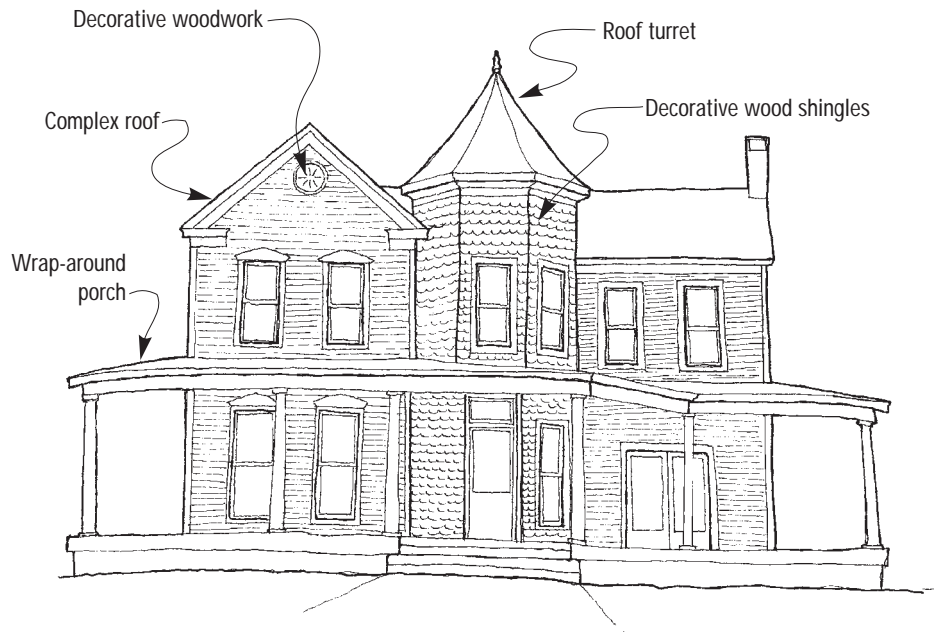 Decorative woodwork
Roof turret
Decorative wood shingles
Complex roof
Wrap-around
porch